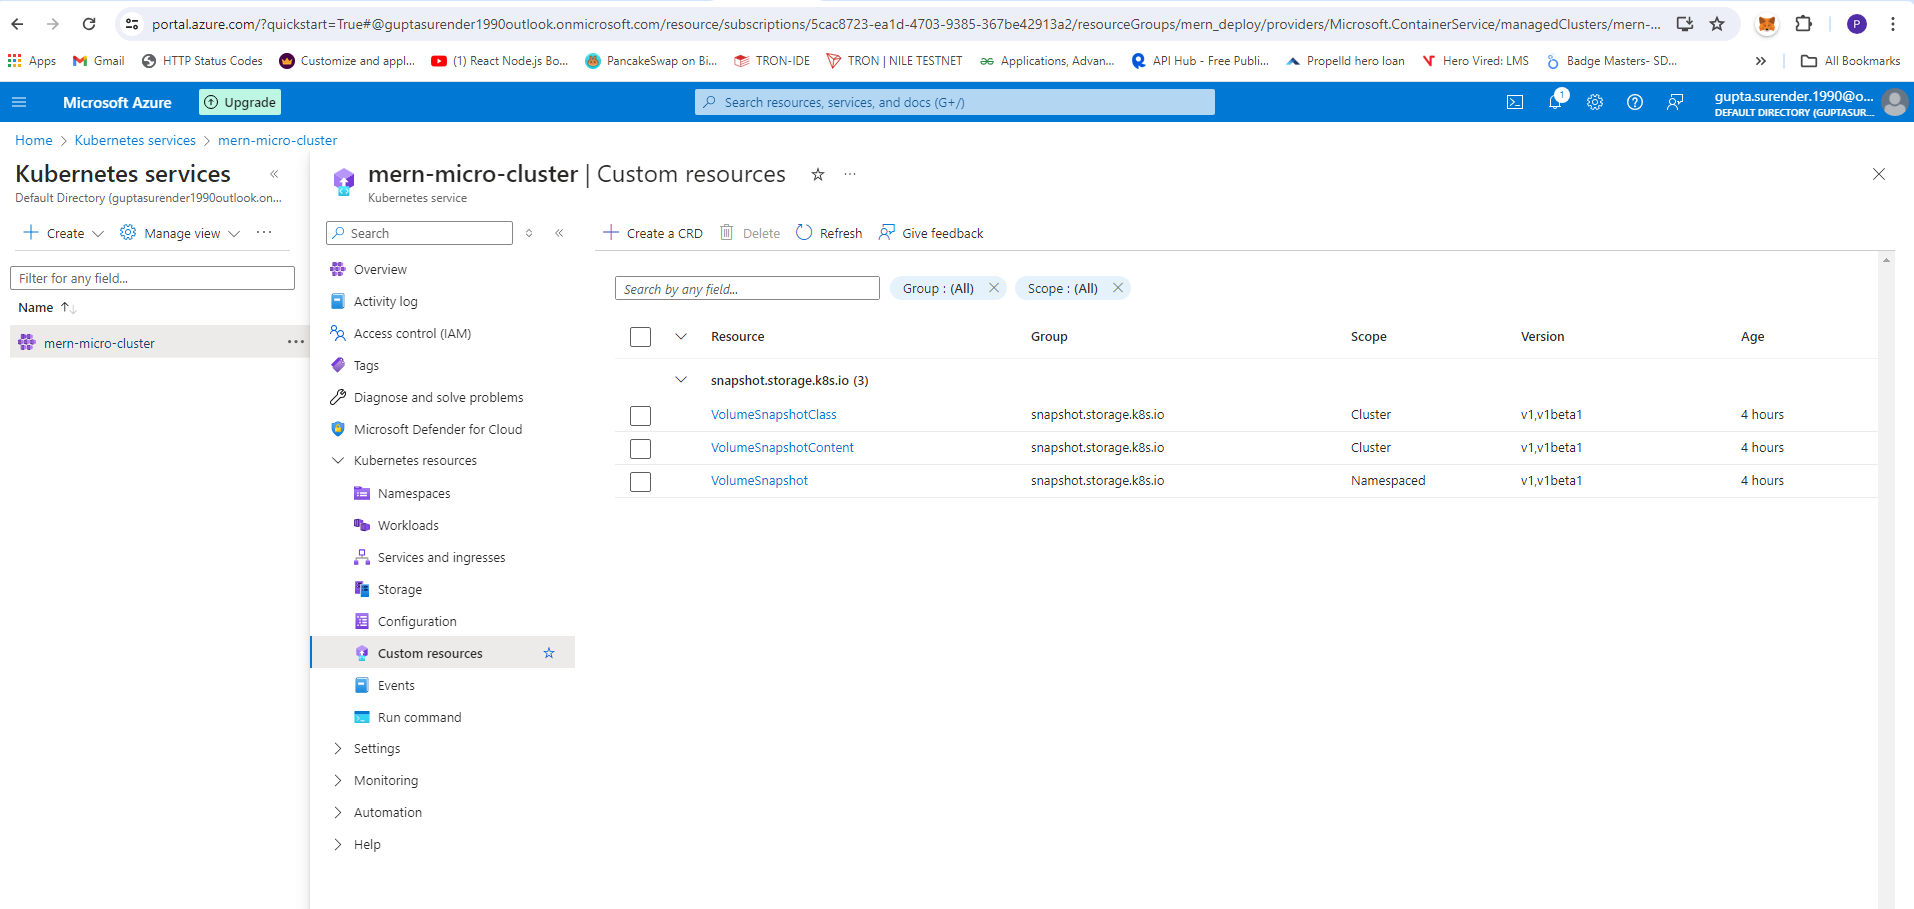 portal.azure.com/?quickstart=True#@guptasurender1990outlook.onmicrosoft.com/resource/subscriptions/5cac8723-ea1d-4703-9385-367be42913a2/resourceGroups/mern_deploy/providers/Microsoft.ContainerService/managedClusters/mern-...
P
Apps Gmail HTTP Status Codes Customize and appl... (1) React Node.js Bo... PancakeSwap on Bi... TRON-IDE TRON | NILE TESTNET Applications, Advan... API Hub - Free Publi... Propelld hero loan Hero Vired: LMS Badge Masters- SD... » All Bookmarks
Microsoft Azure Upgrade Search resources, services, and docs (G+/) 1 gupta.surender.1990@o...
DEFAULT DIRECTORY (GUPTASUR...
Home > Kubernetes services > mern-micro-cluster
Kubernetes services «
Default Directory (guptasurender1990outlook.on...
+ Create Manage view ...
Filter for any field...
Name
mern-micro-cluster ...
mern-micro-cluster | Custom resources ...
Kubernetes service
Search «
Overview
Activity log
Access control (IAM)
Tags
Diagnose and solve problems
Microsoft Defender for Cloud
Kubernetes resources
Namespaces
Workloads
Services and ingresses
Storage
Configuration
Custom resources
Events
Run command
Settings
Monitoring
Automation
Help
+ Create a CRD Delete Refresh Give feedback
Search by any field... Group : (All) Scope : (All)
Resource Group Scope Version Age
snapshot.storage.k8s.io (3)
VolumeSnapshotClass snapshot.storage.k8s.io Cluster v1,v1beta1 4 hours
VolumeSnapshotContent snapshot.storage.k8s.io Cluster v1,v1beta1 4 hours
VolumeSnapshot snapshot.storage.k8s.io Namespaced v1,v1beta1 4 hours